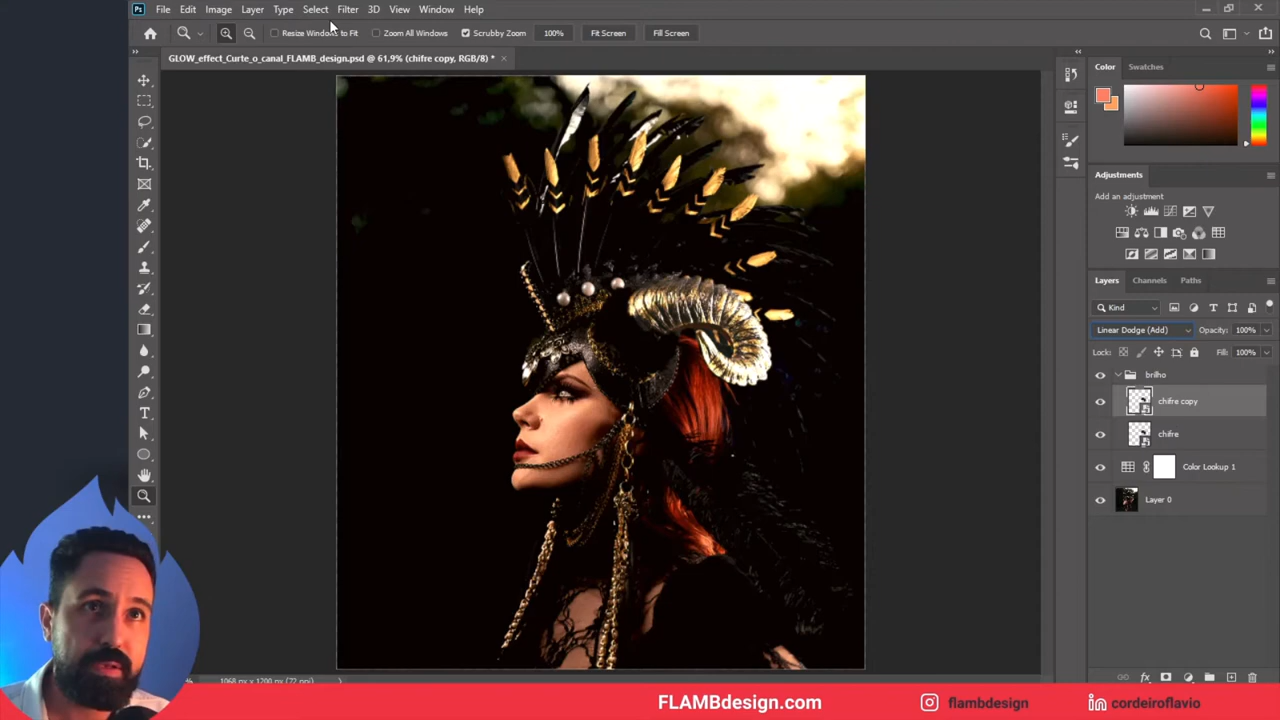 Ps File Edit Image Layer Type Select Filter 3D View Window Help
Resize Windows to Fit Zoom All Windows Scrubby Zoom 100% Fit Screen Fill Screen
GLOW_effect_Curte_o_canal_FLAMB_design.psd @ 61,9% (chifre copy, RGB/8) *
Color Swatches
Adjustments
Add an adjustment
Layers Channels Paths
Kind
Linear Dodge (Add) Opacity: 100%
Lock: Fill: 100%
brilho
chifre copy
chifre
Color Lookup 1
Layer 0
1068 px x 1200 px (72 ppi)
FLAMBdesign.com flambdesign in cordeiroflavio